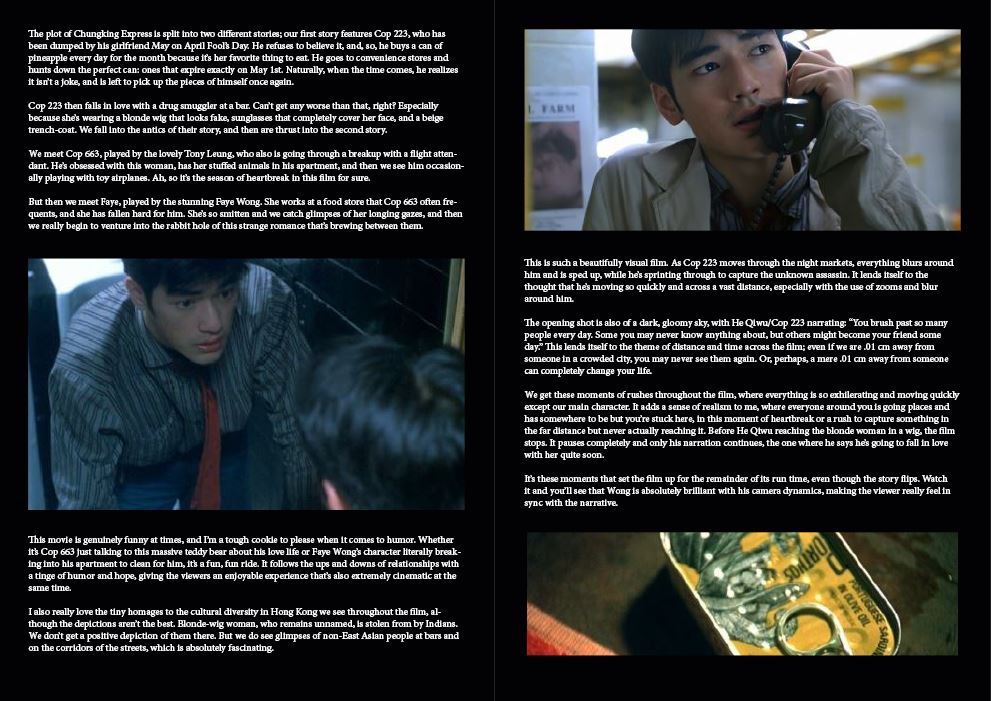 The plot of Chungking Express is split into two different stories; our first story features Cop 223, who has
been dumped by his girlfriend May on April Fool's Day. He refuses to believe it, and, so, he buys a can of
pineapple every day for the month because it's her favorite thing to eat. He goes to convenience stores and
hunts down the perfect can: ones that expire exactly on May 1st. Naturally, when the time comes, he realizes
it isn't a joke, and is left to pick up the pieces of himself once again.
Cop 223 then falls in love with a drug smuggler at a bar. Can't get any worse than that, right? Especially
because she's wearing a blonde wig that looks fake, sunglasses that completely cover her face, and a beige
trench-coat. We fall into the antics of their story, and then are thrust into the second story.
We meet Cop 663, played by the lovely Tony Leung, who also is going through a breakup with a flight atten-
dant. He's obsessed with this woman, has her stuffed animals in his apartment, and then we see him occasion-
ally playing with toy airplanes. Ah, so it's the season of heartbreak in this film for sure.
But then we meet Faye, played by the stunning Faye Wong. She works at a food store that Cop 663 often fre-
quents, and she has fallen hard for him. She's so smitten and we catch glimpses of her longing gazes, and then
we really begin to venture into the rabbit hole of this strange romance that's brewing between them.
This movie is genuinely funny at times, and I'm a tough cookie to please when it comes to humor. Whether
it's Cop 663 just talking to this massive teddy bear about his love life or Faye Wong's character literally break-
ing into his apartment to clean for him, it's a fun, fun ride. It follows the ups and downs of relationships with
a tinge of humor and hope, giving the viewers an enjoyable experience that's also extremely cinematic at the
same time.
I also really love the tiny homages to the cultural diversity in Hong Kong we see throughout the film, al-
though the depictions aren't the best. Blonde-wig woman, who remains unnamed, is stolen from by Indians.
We don't get a positive depiction of them there. But we do see glimpses of non-East Asian people at bars and
on the corridors of the streets, which is absolutely fascinating.
L FARM
This is such a beautifully visual film. As Cop 223 moves through the night markets, everything blurs around
him and is sped up, while he's sprinting through to capture the unknown assassin. It lends itself to the
thought that he's moving so quickly and across a vast distance, especially with the use of zooms and blur
around him.
The opening shot is also of a dark, gloomy sky, with He Qiwu/Cop 223 narrating: “You brush past so many
people every day. Some you may never know anything about, but others might become your friend some
day.” This lends itself to the theme of distance and time across the film; even if we are .01 cm away from
someone in a crowded city, you may never see them again. Or, perhaps, a mere .01 cm away from someone
can completely change your life.
We get these moments of rushes throughout the film, where everything is so exhilerating and moving quickly
except our main character. It adds a sense of realism to me, where everyone around you is going places and
has somewhere to be but you're stuck here, in this moment of heartbreak or a rush to capture something in
the far distance but never actually reaching it. Before He Qiwu reaching the blonde woman in a wig, the film
stops. It pauses completely and only his narration continues, the one where he says he's going to fall in love
with her quite soon.
It's these moments that set the film up for the remainder of its run time, even though the story flips. Watch
it and you'll see that Wong is absolutely brilliant with his camera dynamics, making the viewer really feel in
sync with the narrative.
PORTUGUESE SARDIN
IN OLIVE OIL